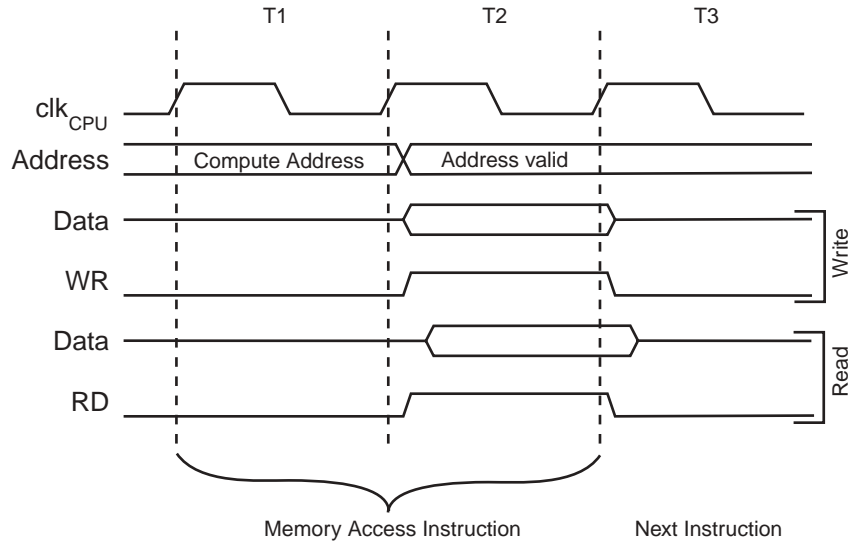 T1 T2 T3
clkCPU
Address Compute Address Address valid
Data
WR
Write
Data
RD
Read
Memory Access Instruction Next Instruction